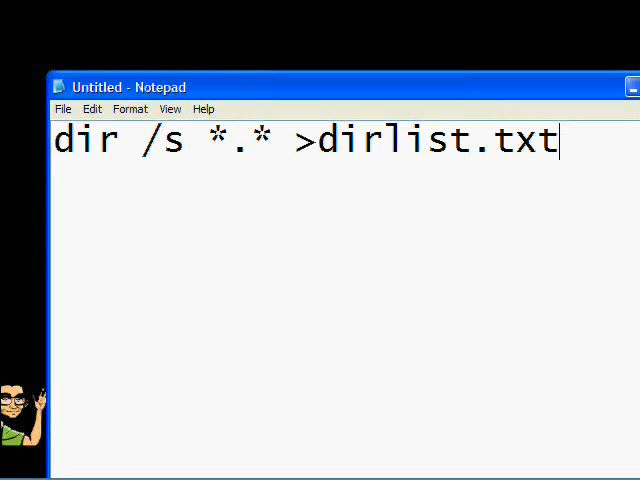 Untitled - Notepad
File Edit Format View Help
dir /s *.* >dirlist.txt